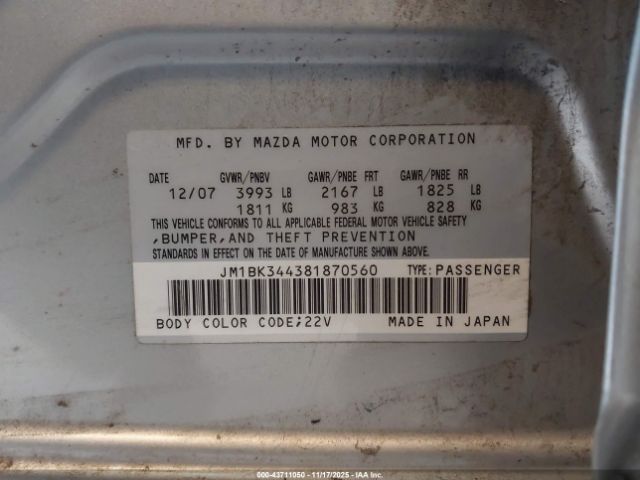 MFD. BY MAZDA MOTOR CORPORATION
DATE GVWR/PNBV GAWR/PNBE FRT GAWR/PNBE RR
12/07 3993 LB 2167 LB 1825 LB
1811 KG 983 KG 828 KG
THIS VEHICLE CONFORMS TO ALL APPLICABLE FEDERAL MOTOR VEHICLE SAFETY
,BUMPER,AND THEFT PREVENTION
STANDARDS IN EFFECT ON THE DATE OF MANUFACTURE SHOWN ABOVE.
JM1BK344381870560 TYPE:PASSENGER
BODY COLOR CODE;22V MADE IN JAPAN
000-43711050 - 11/17/2025 - IAAI.com